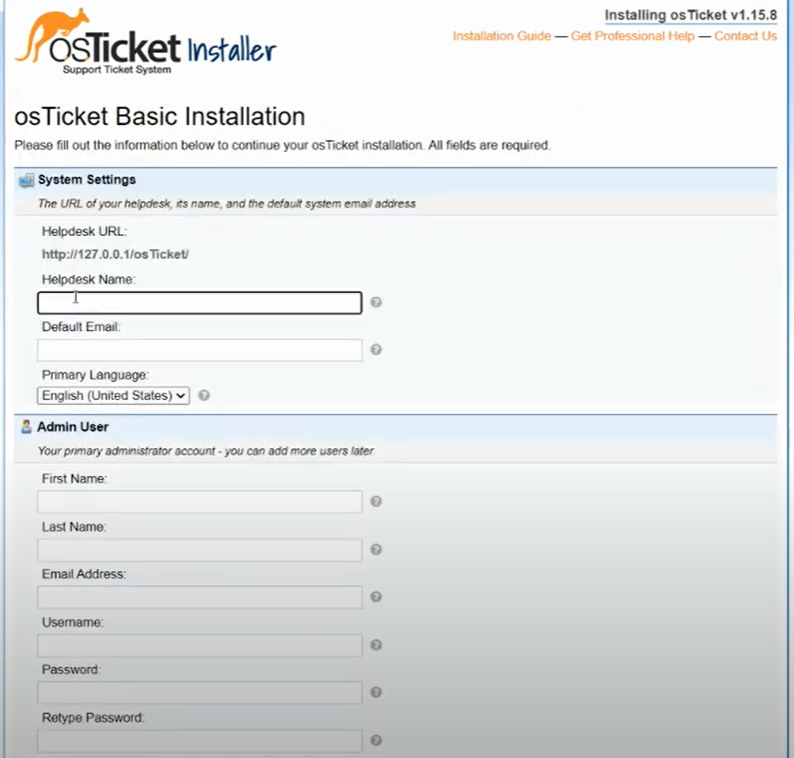 Installing osTicket v1.15.8
osTicket Installer
Support Ticket System
Installation Guide — Get Professional Help — Contact Us
osTicket Basic Installation
Please fill out the information below to continue your osTicket installation. All fields are required.
System Settings
The URL of your helpdesk, its name, and the default system email address
Helpdesk URL:
http://127.0.0.1/osTicket/
Helpdesk Name:
Default Email:
Primary Language:
English (United States)
Admin User
Your primary administrator account - you can add more users later.
First Name:
Last Name:
Email Address:
Username:
Password:
Retype Password: